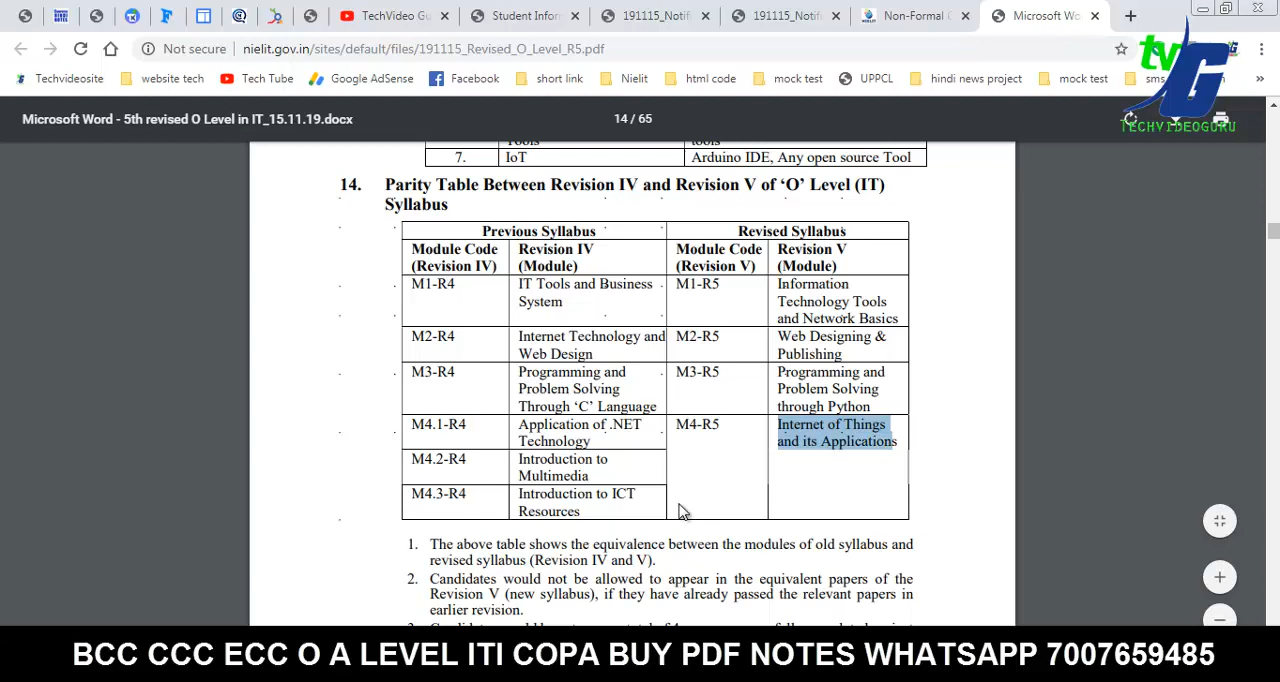 TechVideo Gu
Student Infor
191115_Notif
191115_Notif
Non-Formal
Microsoft Wo
Not secure
nielit.gov.in/sites/default/files/191115_Revised_O_Level_R5.pdf
Techvideosite
website tech
Tech Tube
Google AdSense
Facebook
short link
Nielit
html code
mock test
UPPCL
hindi news project
mock test
sms
tv G
TECHVIDEOGURU
Microsoft Word - 5th revised O Level in IT_15.11.19.docx
14 / 65
Tools
tools
7. IoT Arduino IDE, Any open source Tool
14. Parity Table Between Revision IV and Revision V of ‘O’ Level (IT)
Syllabus
Previous Syllabus Revised Syllabus
Module Code Revision IV Module Code Revision V
(Revision IV) (Module) (Revision V) (Module)
M1-R4 IT Tools and Business M1-R5 Information
System Technology Tools
and Network Basics
M2-R4 Internet Technology and M2-R5 Web Designing &
Web Design Publishing
M3-R4 Programming and M3-R5 Programming and
Problem Solving Problem Solving
Through ‘C’ Language through Python
M4.1-R4 Application of .NET M4-R5 Internet of Things
Technology and its Applications
M4.2-R4 Introduction to
Multimedia
M4.3-R4 Introduction to ICT
Resources
1. The above table shows the equivalence between the modules of old syllabus and
revised syllabus (Revision IV and V).
2. Candidates would not be allowed to appear in the equivalent papers of the
Revision V (new syllabus), if they have already passed the relevant papers in
earlier revision.
BCC CCC ECC O A LEVEL ITI COPA BUY PDF NOTES WHATSAPP 7007659485